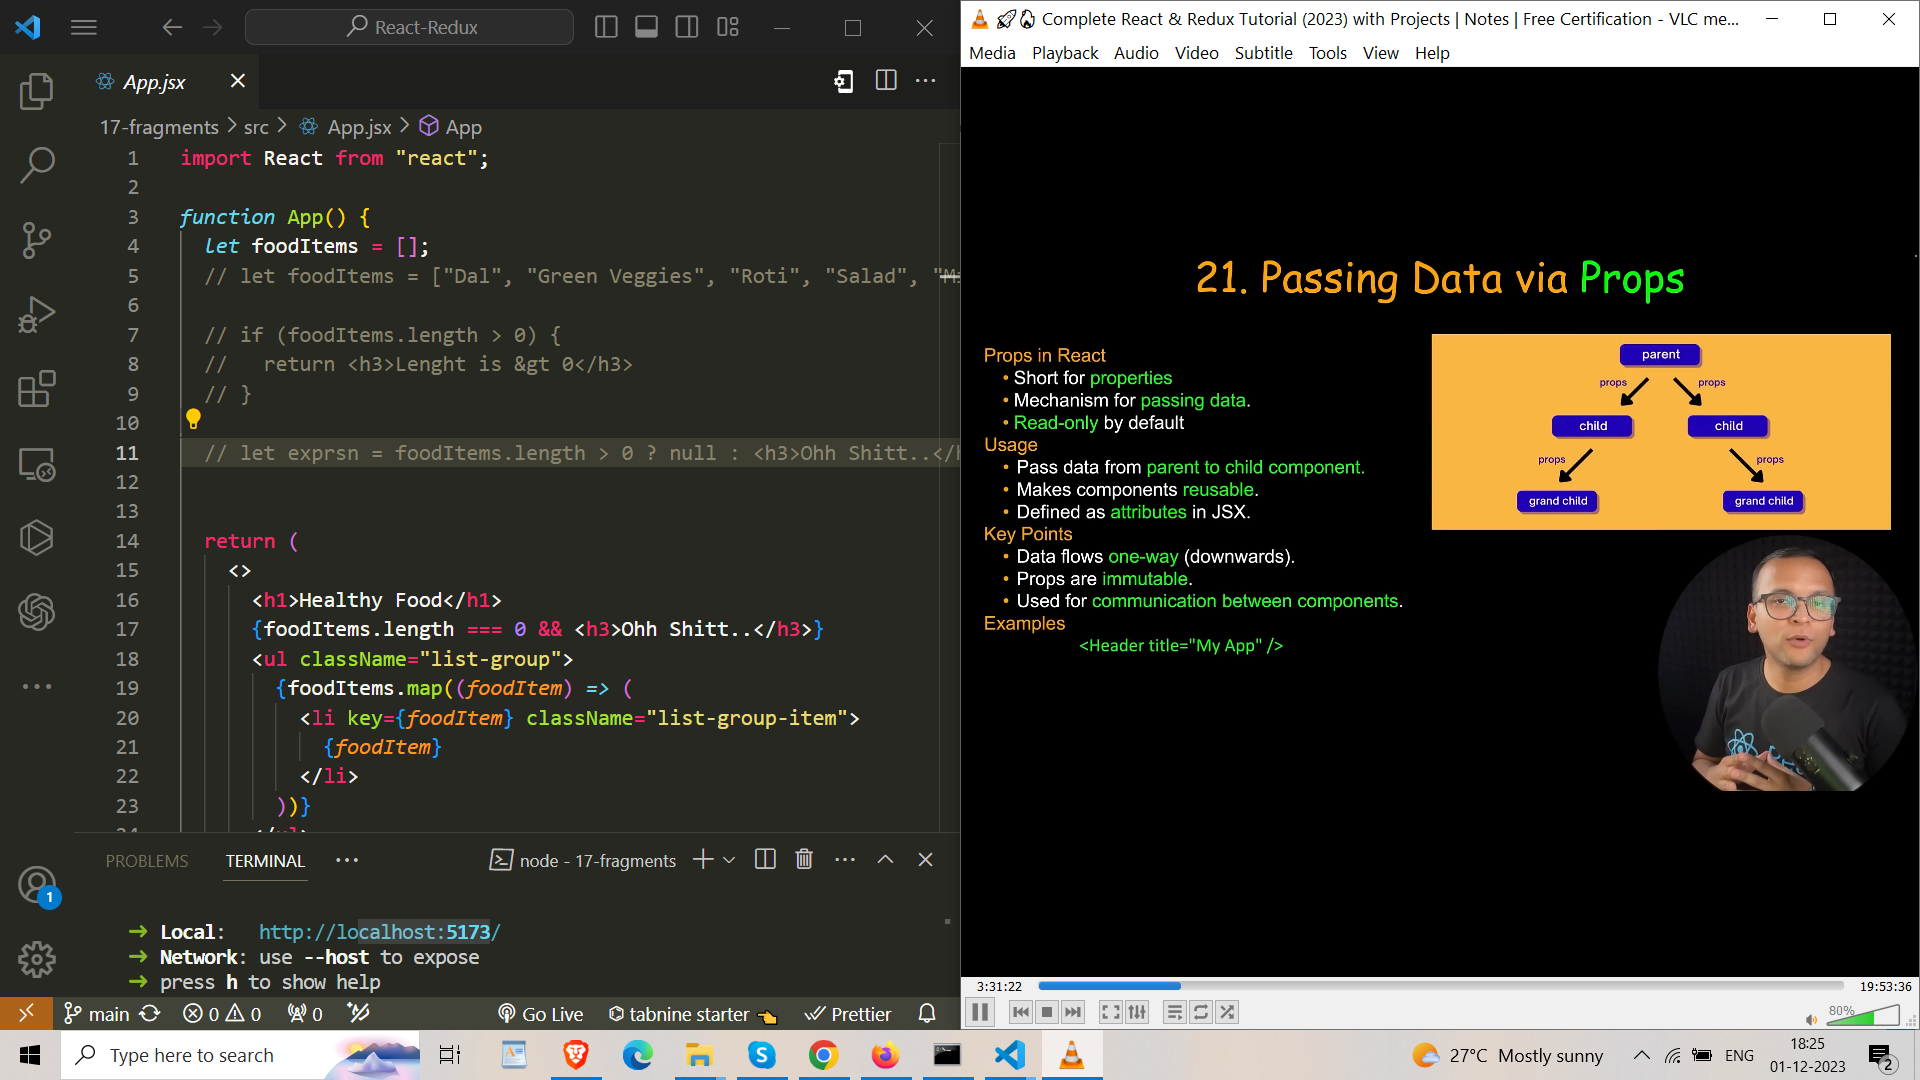 React-Redux
App.jsx
17-fragments > src > App.jsx > App
1 import React from "react";
2
3 function App() {
4 let foodItems = [];
5 // let foodItems = ["Dal", "Green Veggies", "Roti", "Salad",
6
7 // if (foodItems.length > 0) {
8 //   return <h3>Lenght is &gt 0</h3>
9 // }
10
11 // let exprsn = foodItems.length > 0 ? null : <h3>Ohh Shitt..</
12
13
14 return (
15 <>
16 <h1>Healthy Food</h1>
17 {foodItems.length === 0 && <h3>Ohh Shitt..</h3>}
18 <ul className="list-group">
19 {foodItems.map((foodItem) => (
20 <li key={foodItem} className="list-group-item">
21 {foodItem}
22 </li>
23 ))}
PROBLEMS TERMINAL
node - 17-fragments
→ Local: http://localhost:5173/
→ Network: use --host to expose
→ press h to show help
1
main 0 0 0 Go Live tabnine starter Prettier
Complete React & Redux Tutorial (2023) with Projects | Notes | Free Certification - VLC me...
Media Playback Audio Video Subtitle Tools View Help
21. Passing Data via Props
Props in React
• Short for properties
• Mechanism for passing data.
• Read-only by default
Usage
• Pass data from parent to child component.
• Makes components reusable.
• Defined as attributes in JSX.
Key Points
• Data flows one-way (downwards).
• Props are immutable.
• Used for communication between components.
Examples
<Header title="My App" />
parent
props props
child child
props props
grand child grand child
3:31:22 19:53:36
80%
Type here to search
27°C Mostly sunny
ENG
18:25
01-12-2023
2